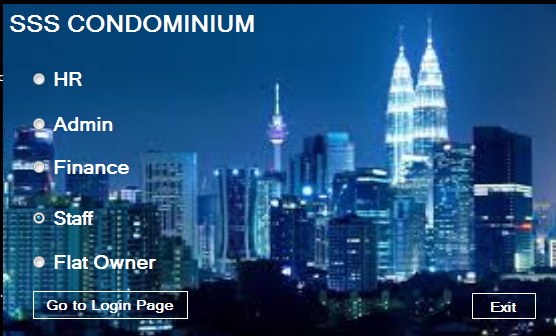 SSS CONDOMINIUM
HR
Admin
Finance
Staff
Flat Owner
Go to Login Page
Exit